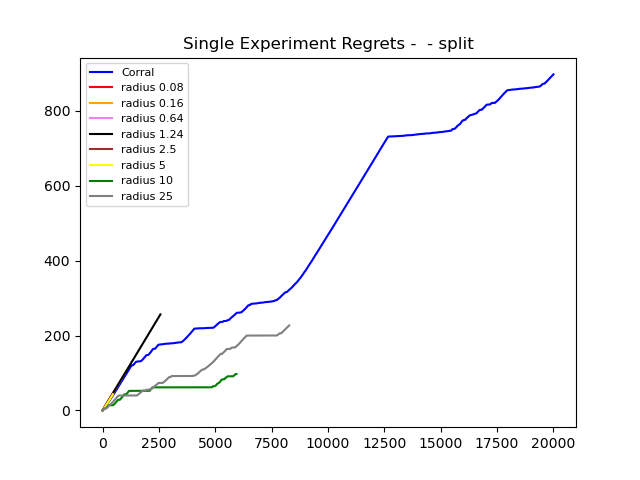 Single Experiment Regrets -  - split
Corral
radius 0.08
radius 0.16
radius 0.64
radius 1.24
radius 2.5
radius 5
radius 10
radius 25
800
600
400
200
0
0 2500 5000 7500 10000 12500 15000 17500 20000